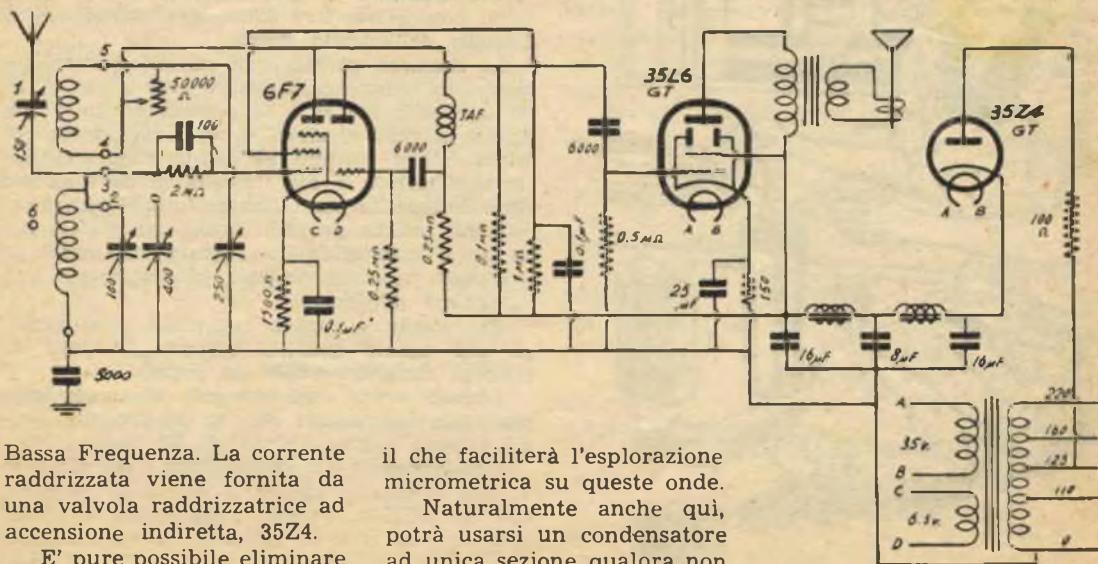 5
1
150
50000
Ω
100
2MΩ
4
3
2
6
160
400
250
6F7
C D
1500Ω
0.1µF
0.25MΩ
6000
JAF
0.25MΩ
0.1MΩ
1MΩ
0.1µF
6000
0.5MΩ
35L6
GT
A B
25
µF
150
35Z4
GT
A B
100
Ω
16µF
8µF
16µF
5000
A
35v.
B
C
6.5v.
D
220
160
125
110
0
Bassa Frequenza. La corrente
raddrizzata viene fornita da
una valvola raddrizzatrice ad
accensione indiretta, 35Z4.
E' pure possibile eliminare
il che faciliterà l'esplorazione
micrometrica su queste onde.
Naturalmente anche quì,
potrà usarsi un condensatore
ad unica sezione qualora non